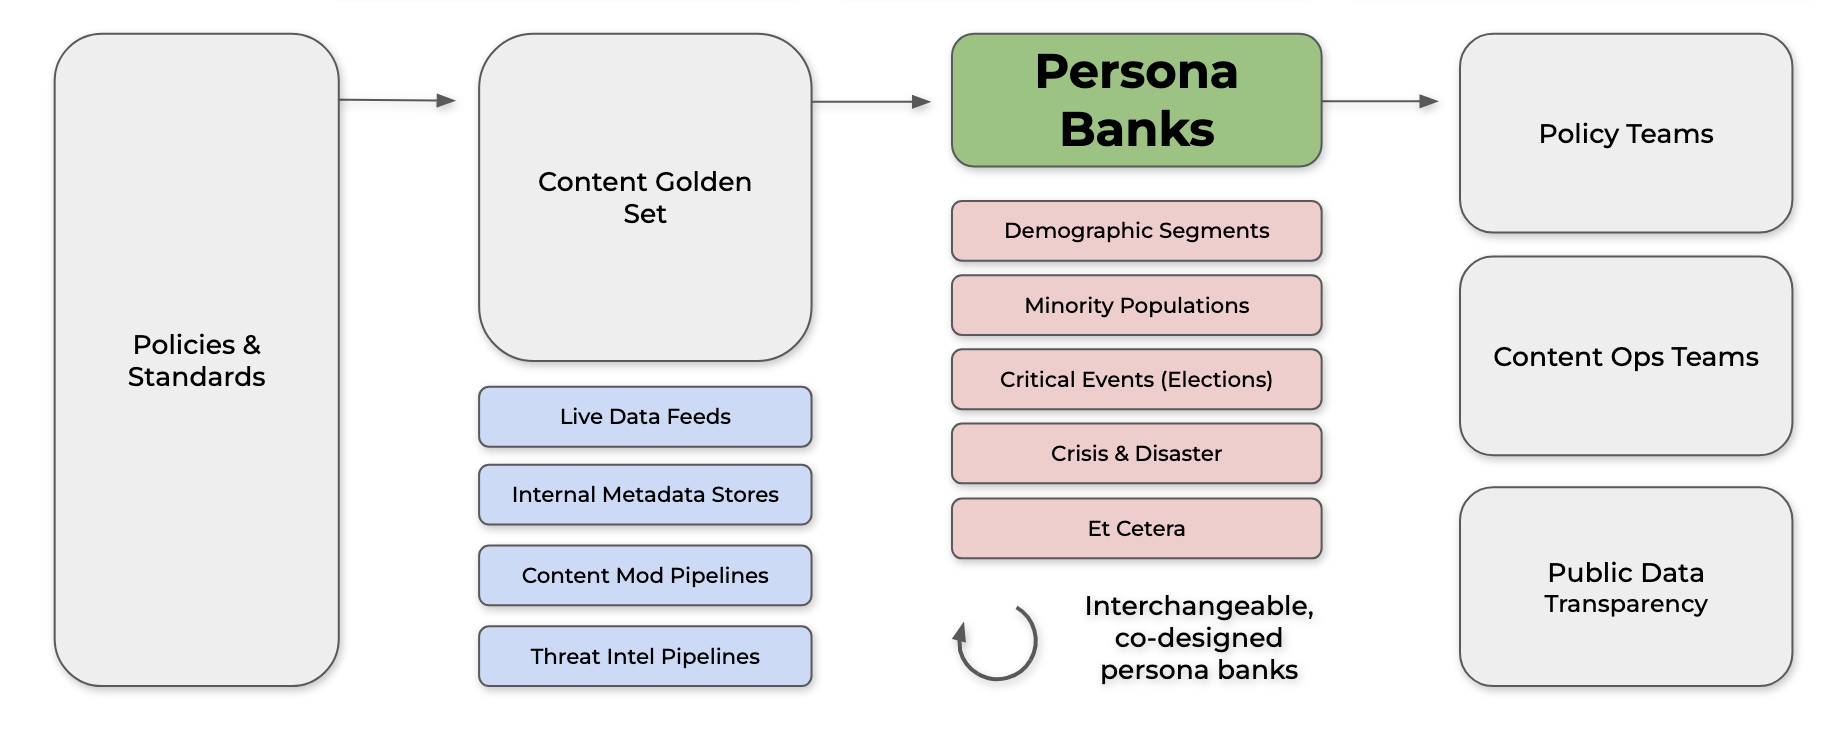 Policies &
Standards
Content Golden
Set
Live Data Feeds
Internal Metadata Stores
Content Mod Pipelines
Threat Intel Pipelines
Persona
Banks
Demographic Segments
Minority Populations
Critical Events (Elections)
Crisis & Disaster
Et Cetera
Interchangeable,
co-designed
persona banks
Policy Teams
Content Ops Teams
Public Data
Transparency